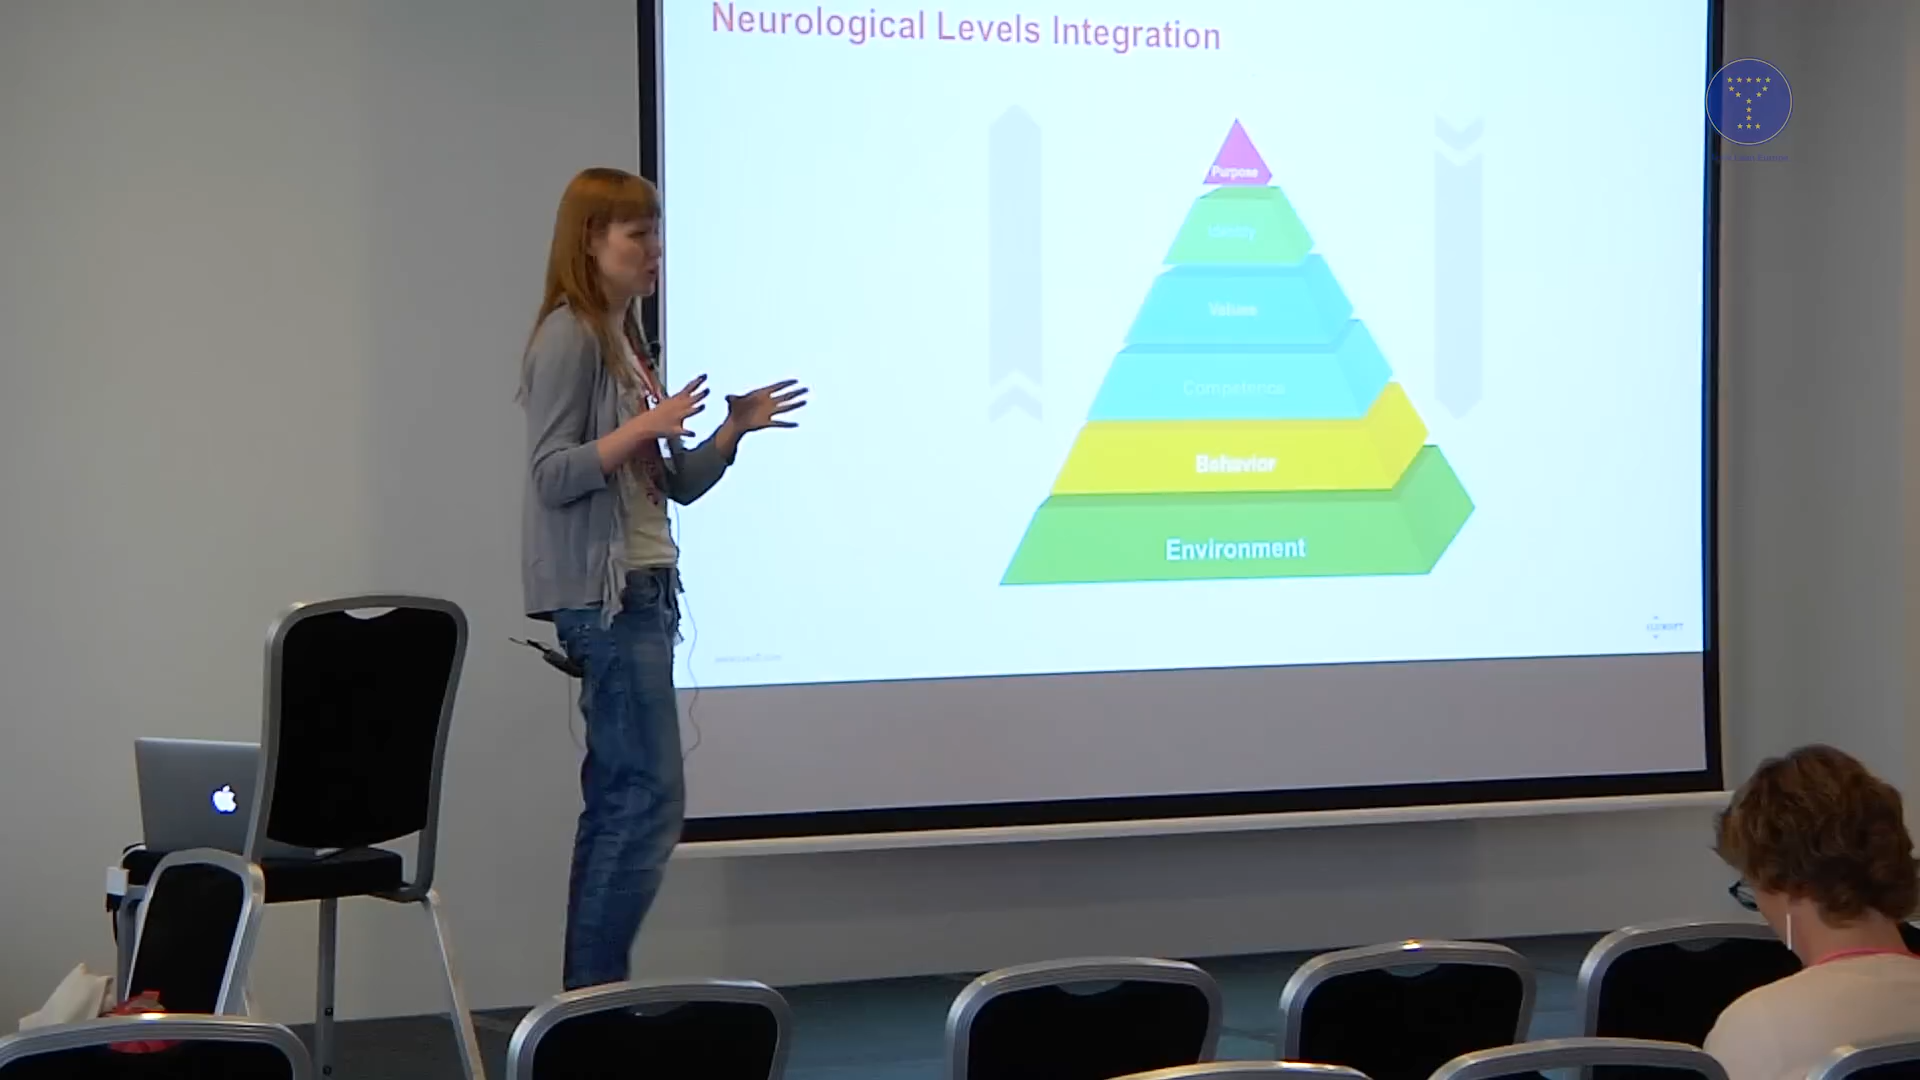 Neurological Levels Integration
Purpose
Identity
Values
Competence
Behavior
Environment